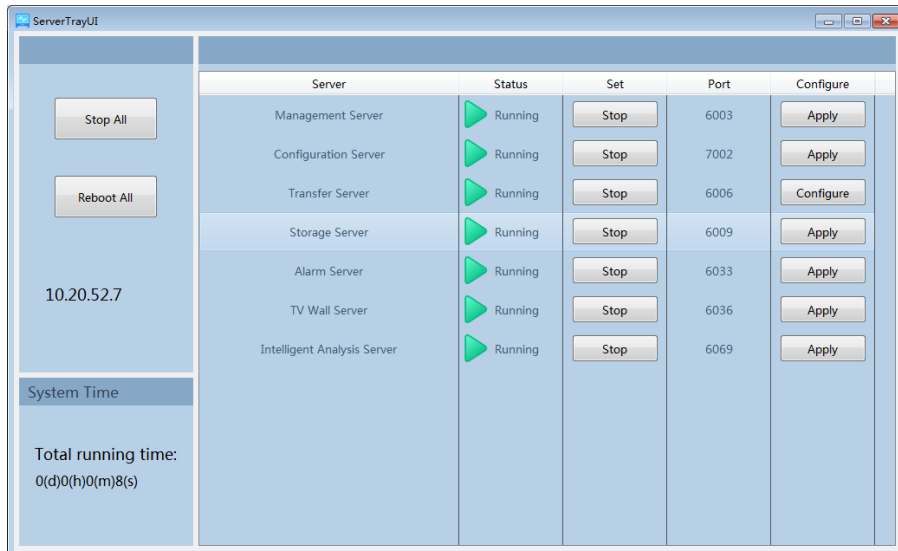 ServerTrayUI
Stop All
Reboot All
10.20.52.7
System Time
Total running time:
0(d)0(h)0(m)8(s)
Server Status Set Port Configure
Management Server Running Stop 6003 Apply
Configuration Server Running Stop 7002 Apply
Transfer Server Running Stop 6006 Configure
Storage Server Running Stop 6009 Apply
Alarm Server Running Stop 6033 Apply
TV Wall Server Running Stop 6036 Apply
Intelligent Analysis Server Running Stop 6069 Apply